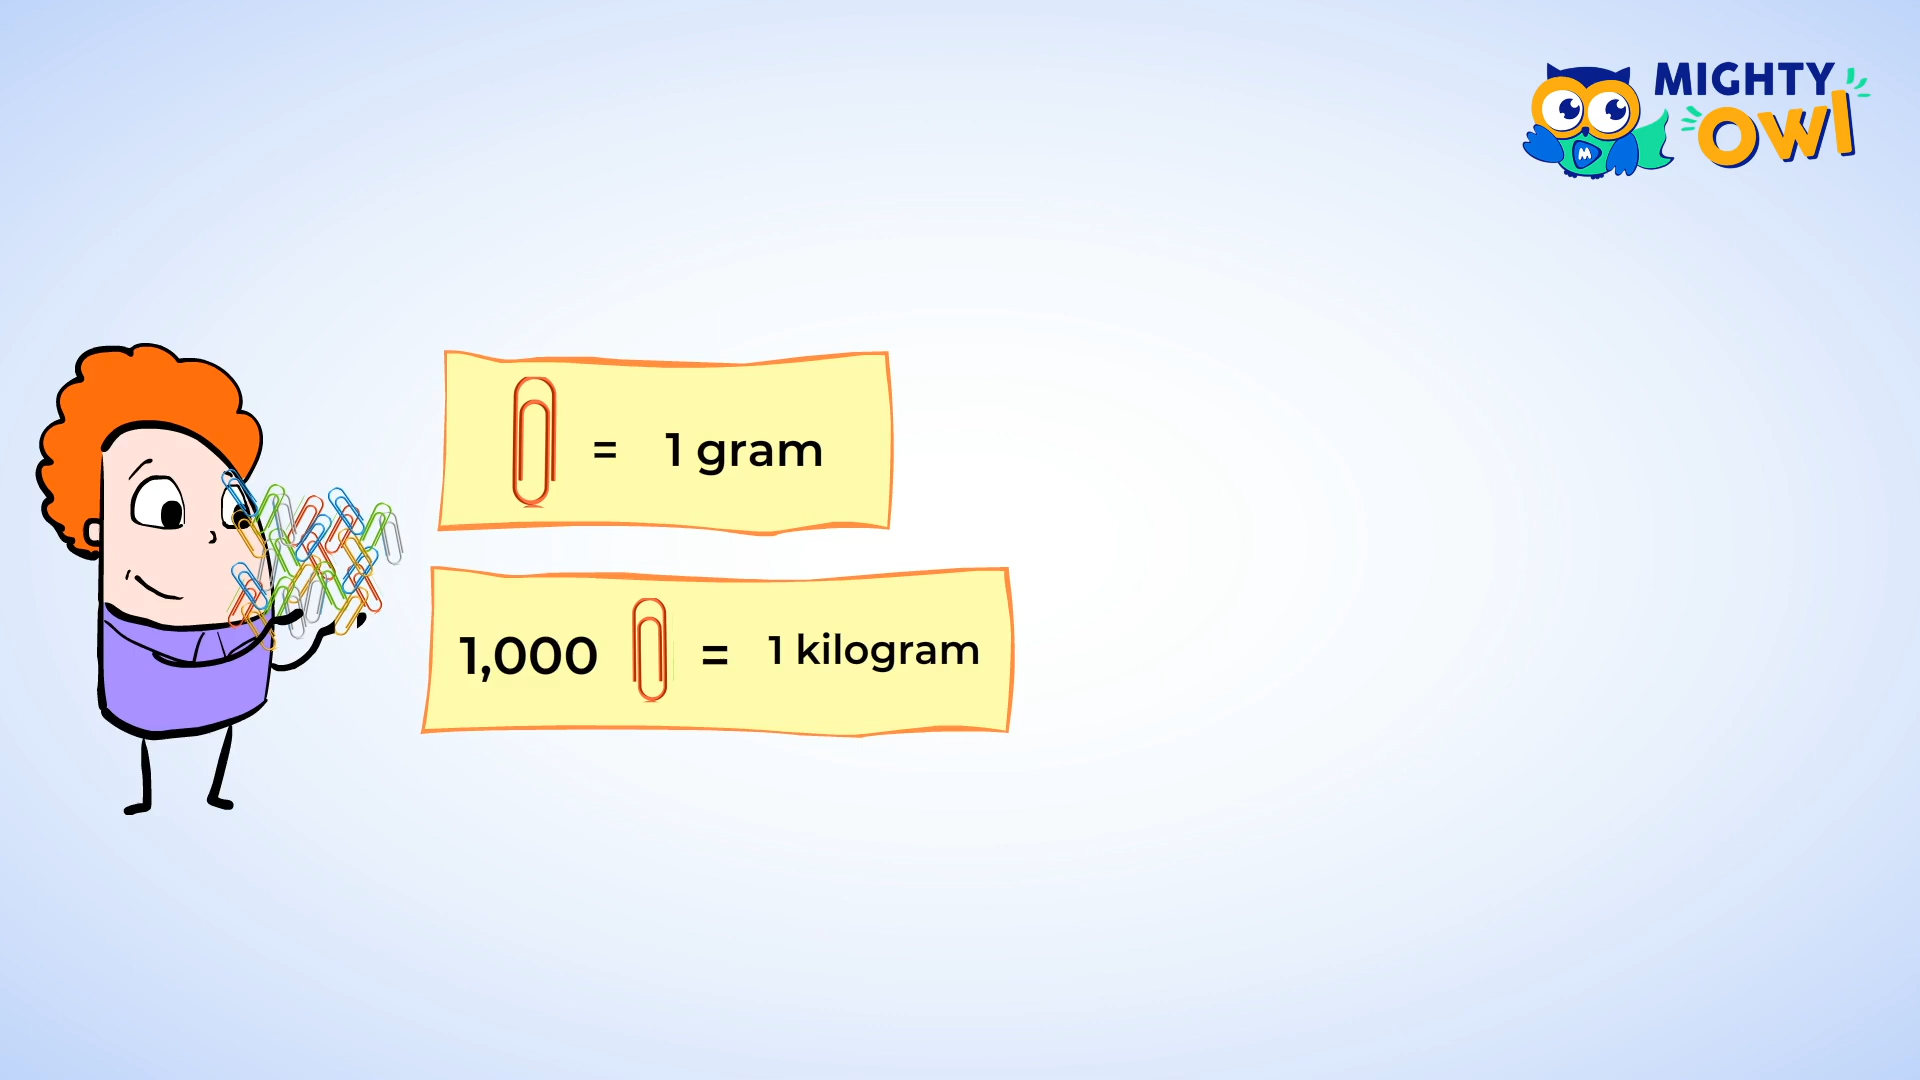 MIGHTY
OWl
M
= 1 gram
1,000 = 1 kilogram